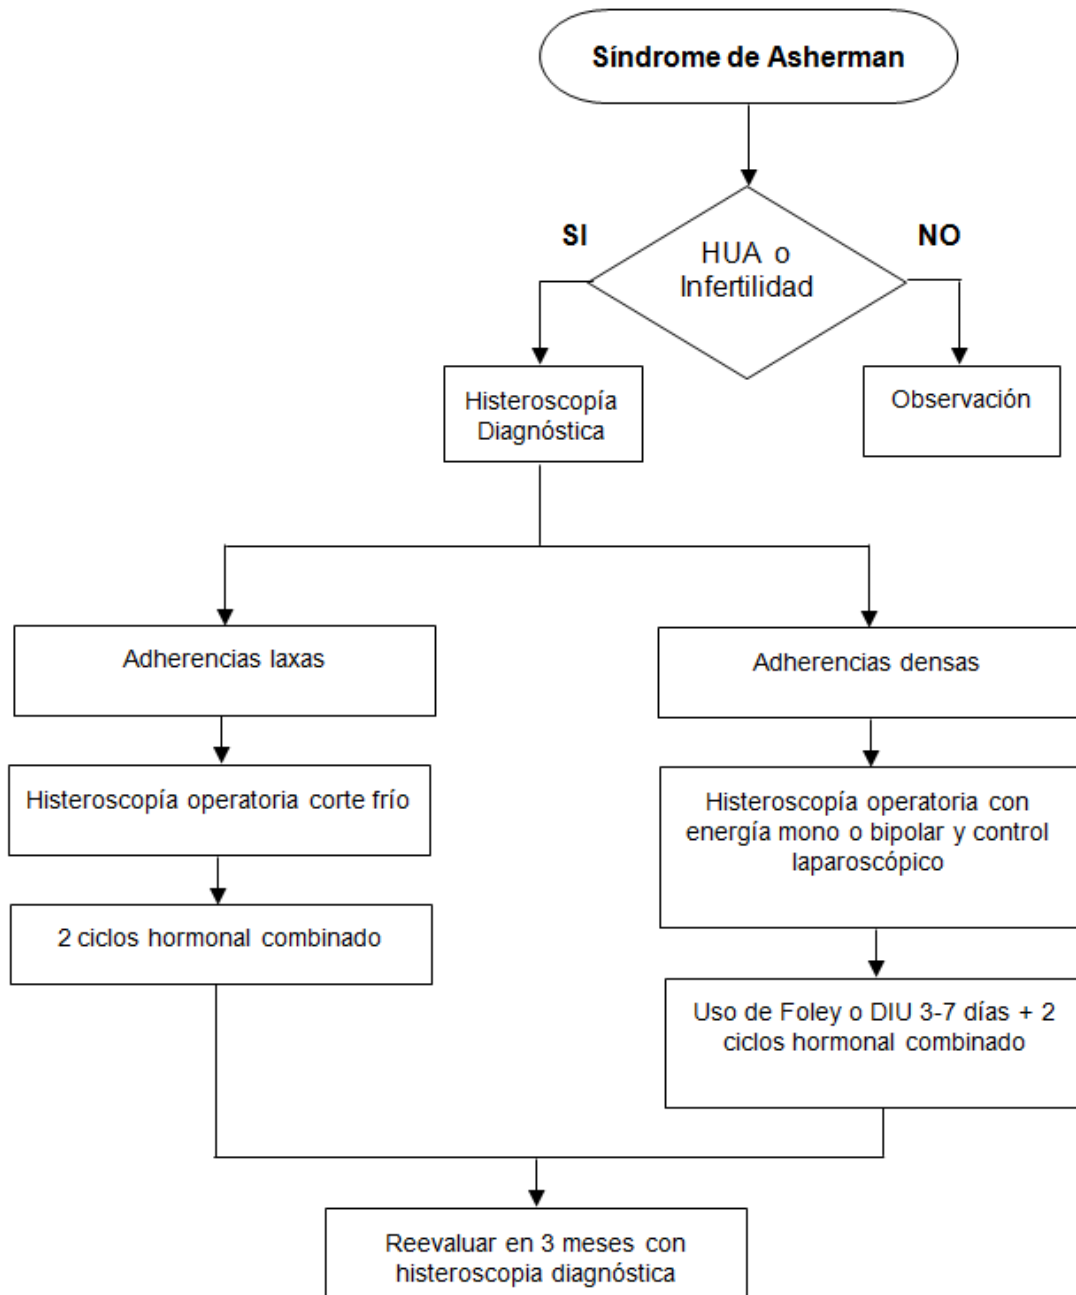 Síndrome de Asherman
SI
HUA o
Infertilidad
NO
Histeroscopía
Diagnóstica
Observación
Adherencias laxas
Adherencias densas
Histeroscopía operatoria corte frío
Histeroscopía operatoria con
energía mono o bipolar y control
laparoscópico
2 ciclos hormonal combinado
Uso de Foley o DIU 3-7 días + 2
ciclos hormonal combinado
Reevaluar en 3 meses con
histeroscopia diagnóstica